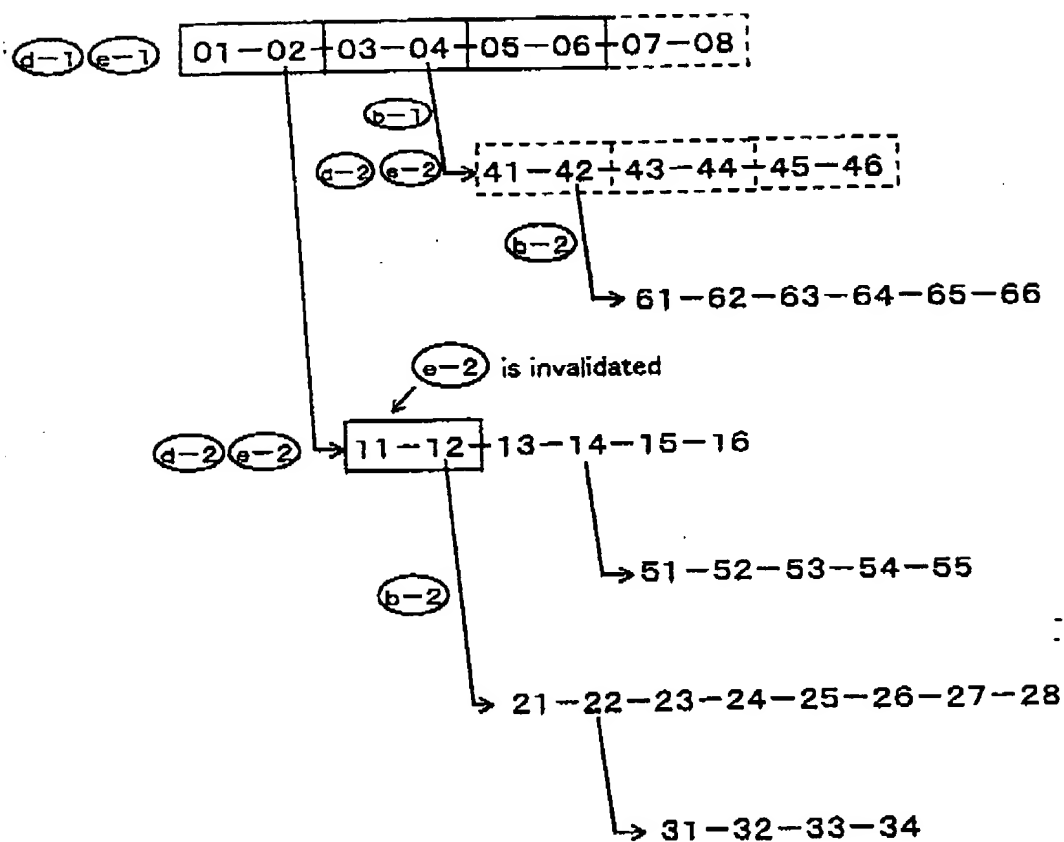 d-1 e-1 01-02-03-04-05-06-07-08
b-1
d-2 e-2 41-42-43-44-45-46
b-2
61-62-63-64-65-66
e-2 is invalidated
d-2 e-2 11-12-13-14-15-16
51-52-53-54-55
b-2
21-22-23-24-25-26-27-28
31-32-33-34